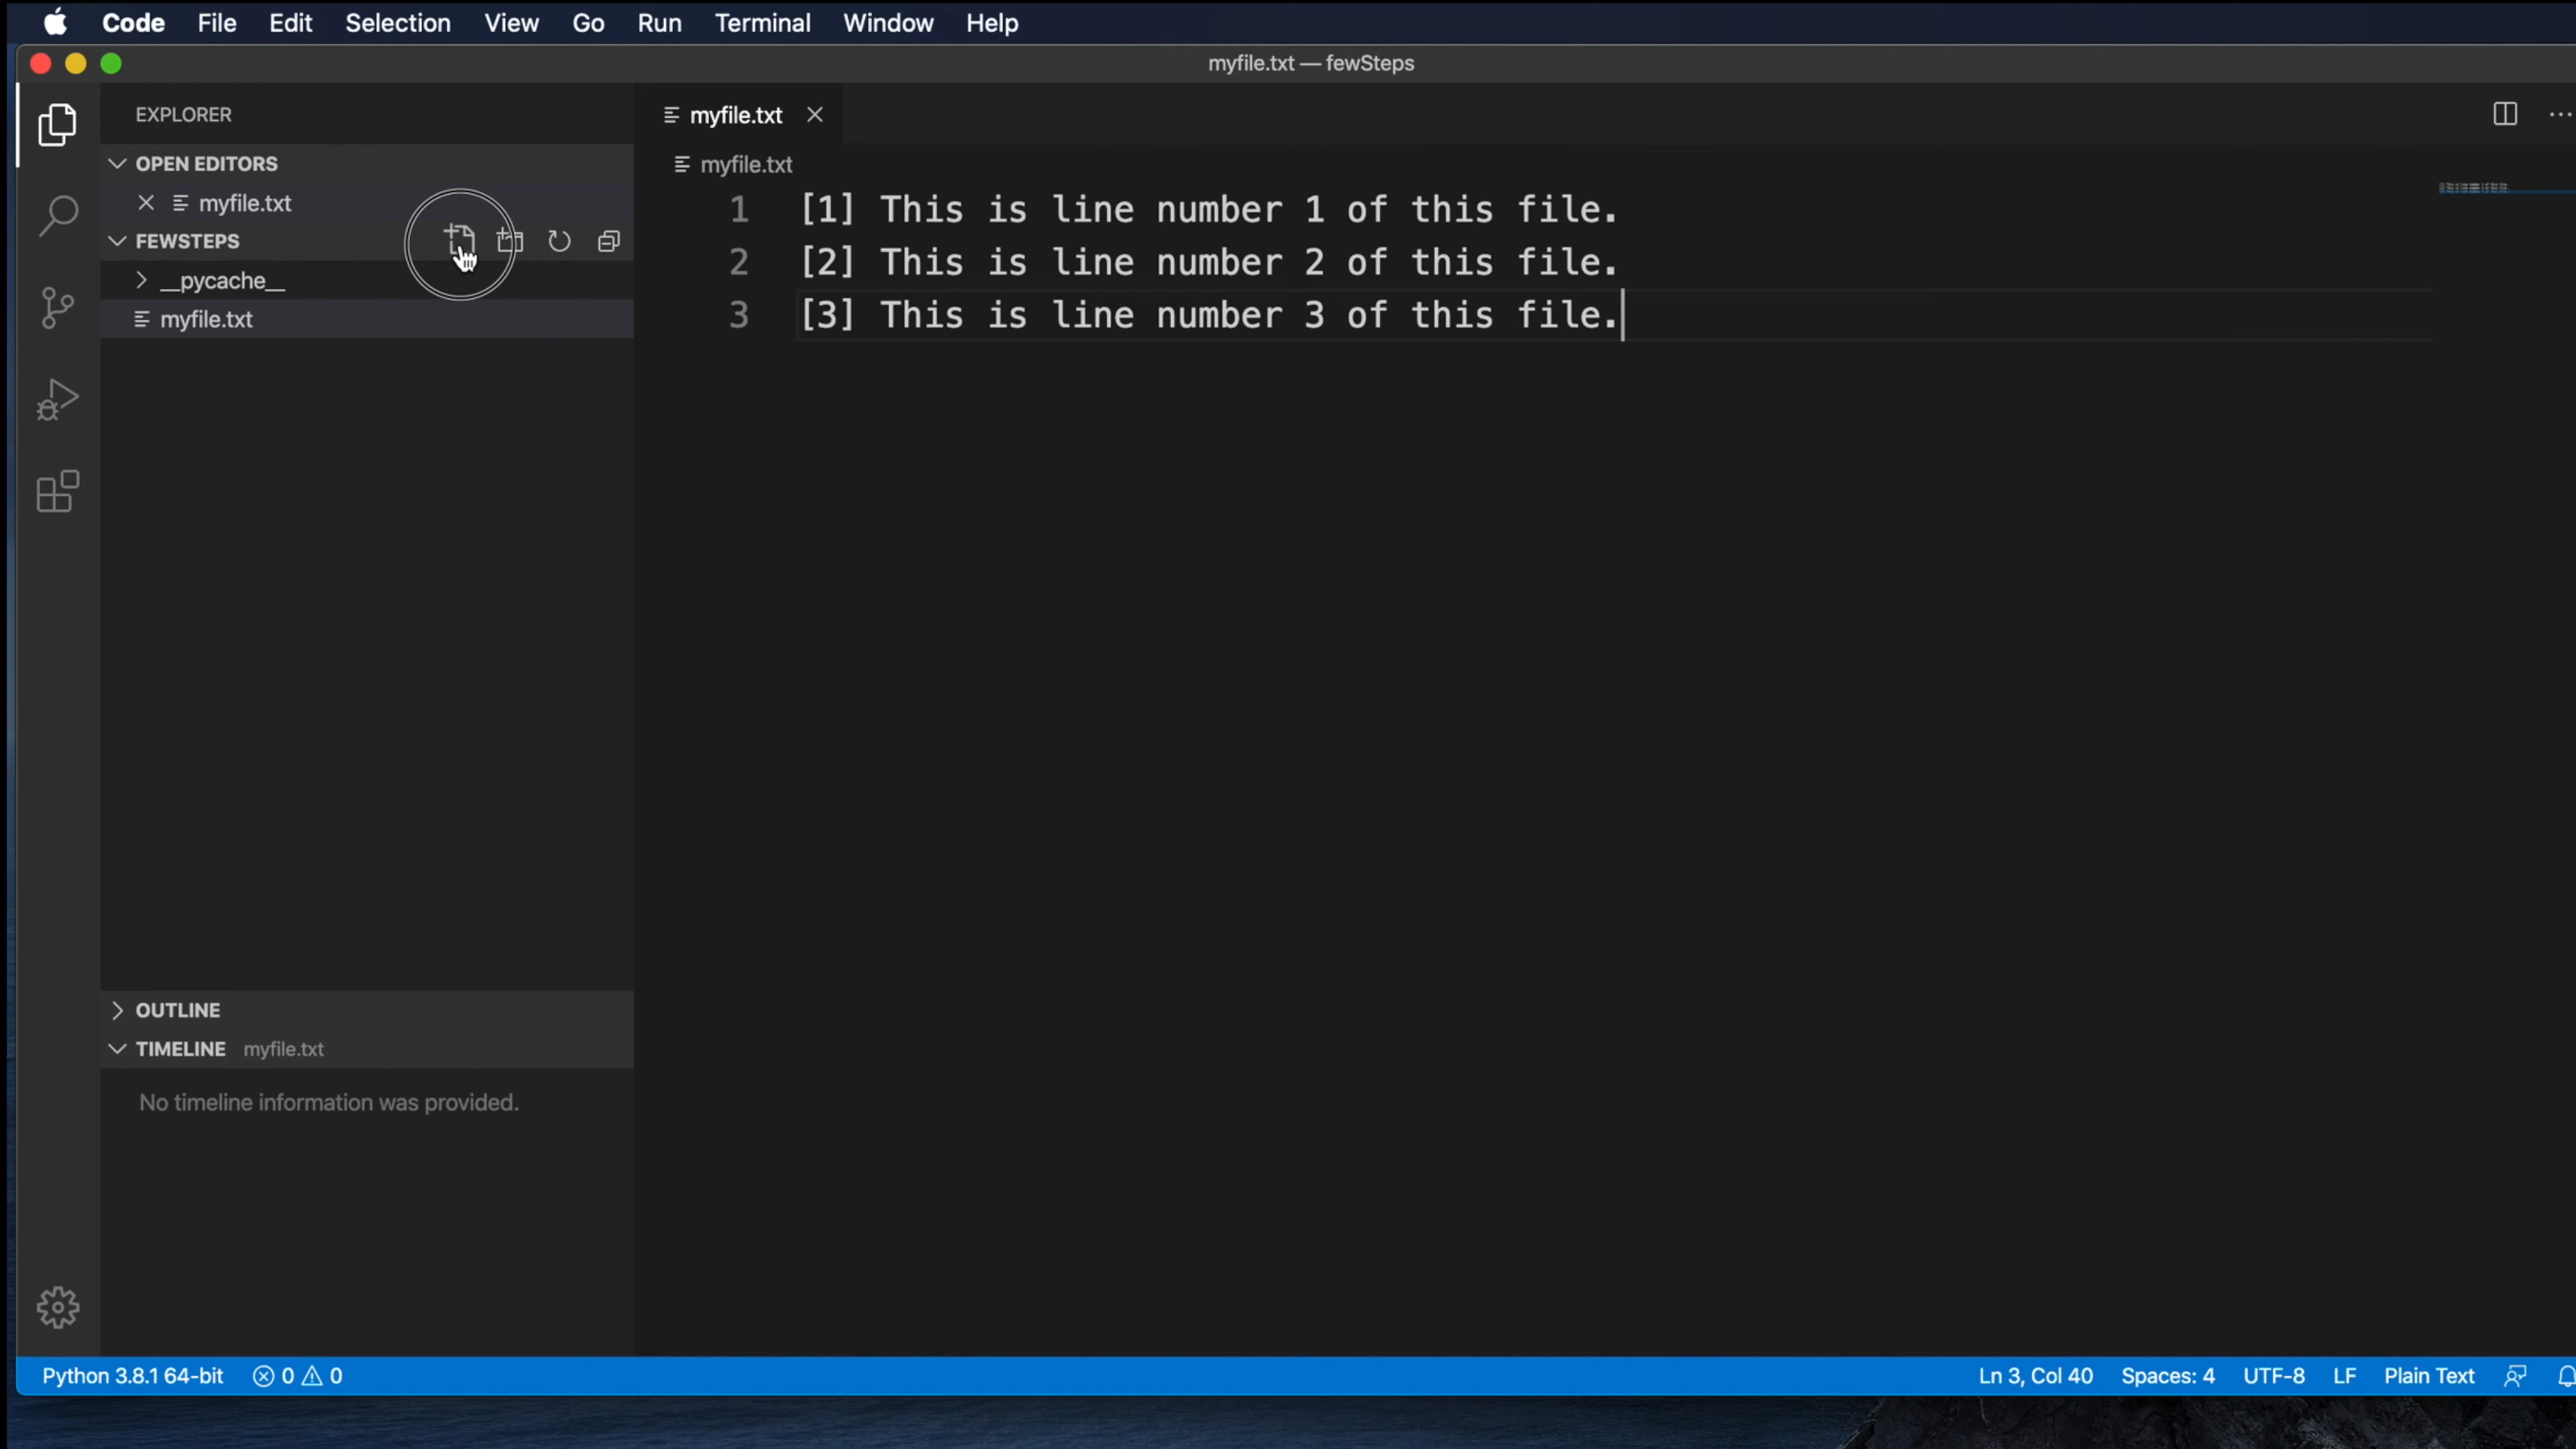 Code File Edit Selection View Go Run Terminal Window Help
myfile.txt — fewSteps
EXPLORER
OPEN EDITORS
myfile.txt
FEWSTEPS
__pycache__
myfile.txt
OUTLINE
TIMELINE myfile.txt
No timeline information was provided.
myfile.txt
myfile.txt
1 [1] This is line number 1 of this file.
2 [2] This is line number 2 of this file.
3 [3] This is line number 3 of this file.
Python 3.8.1 64-bit 0 0 Ln 3, Col 40 Spaces: 4 UTF-8 LF Plain Text